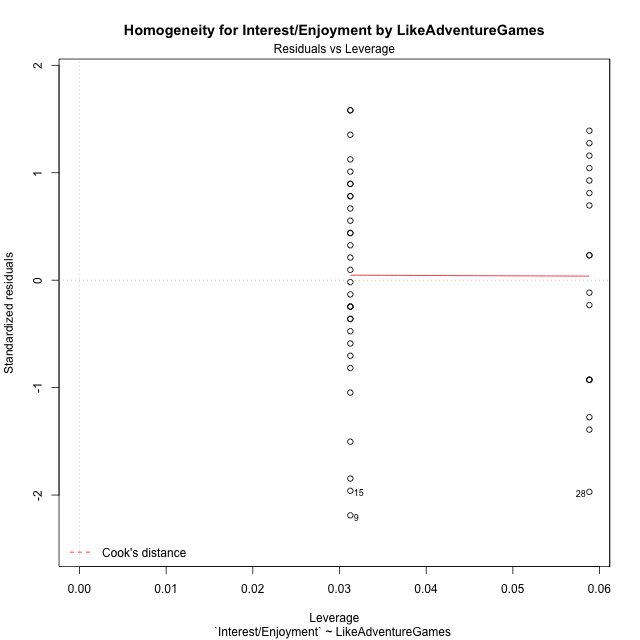 Homogeneity for Interest/Enjoyment by LikeAdventureGames
Residuals vs Leverage
2
1
0
-1
-2
Standardized residuals
15
9
28
Cook's distance
0.00 0.01 0.02 0.03 0.04 0.05 0.06
Leverage
`Interest/Enjoyment` ~ LikeAdventureGames